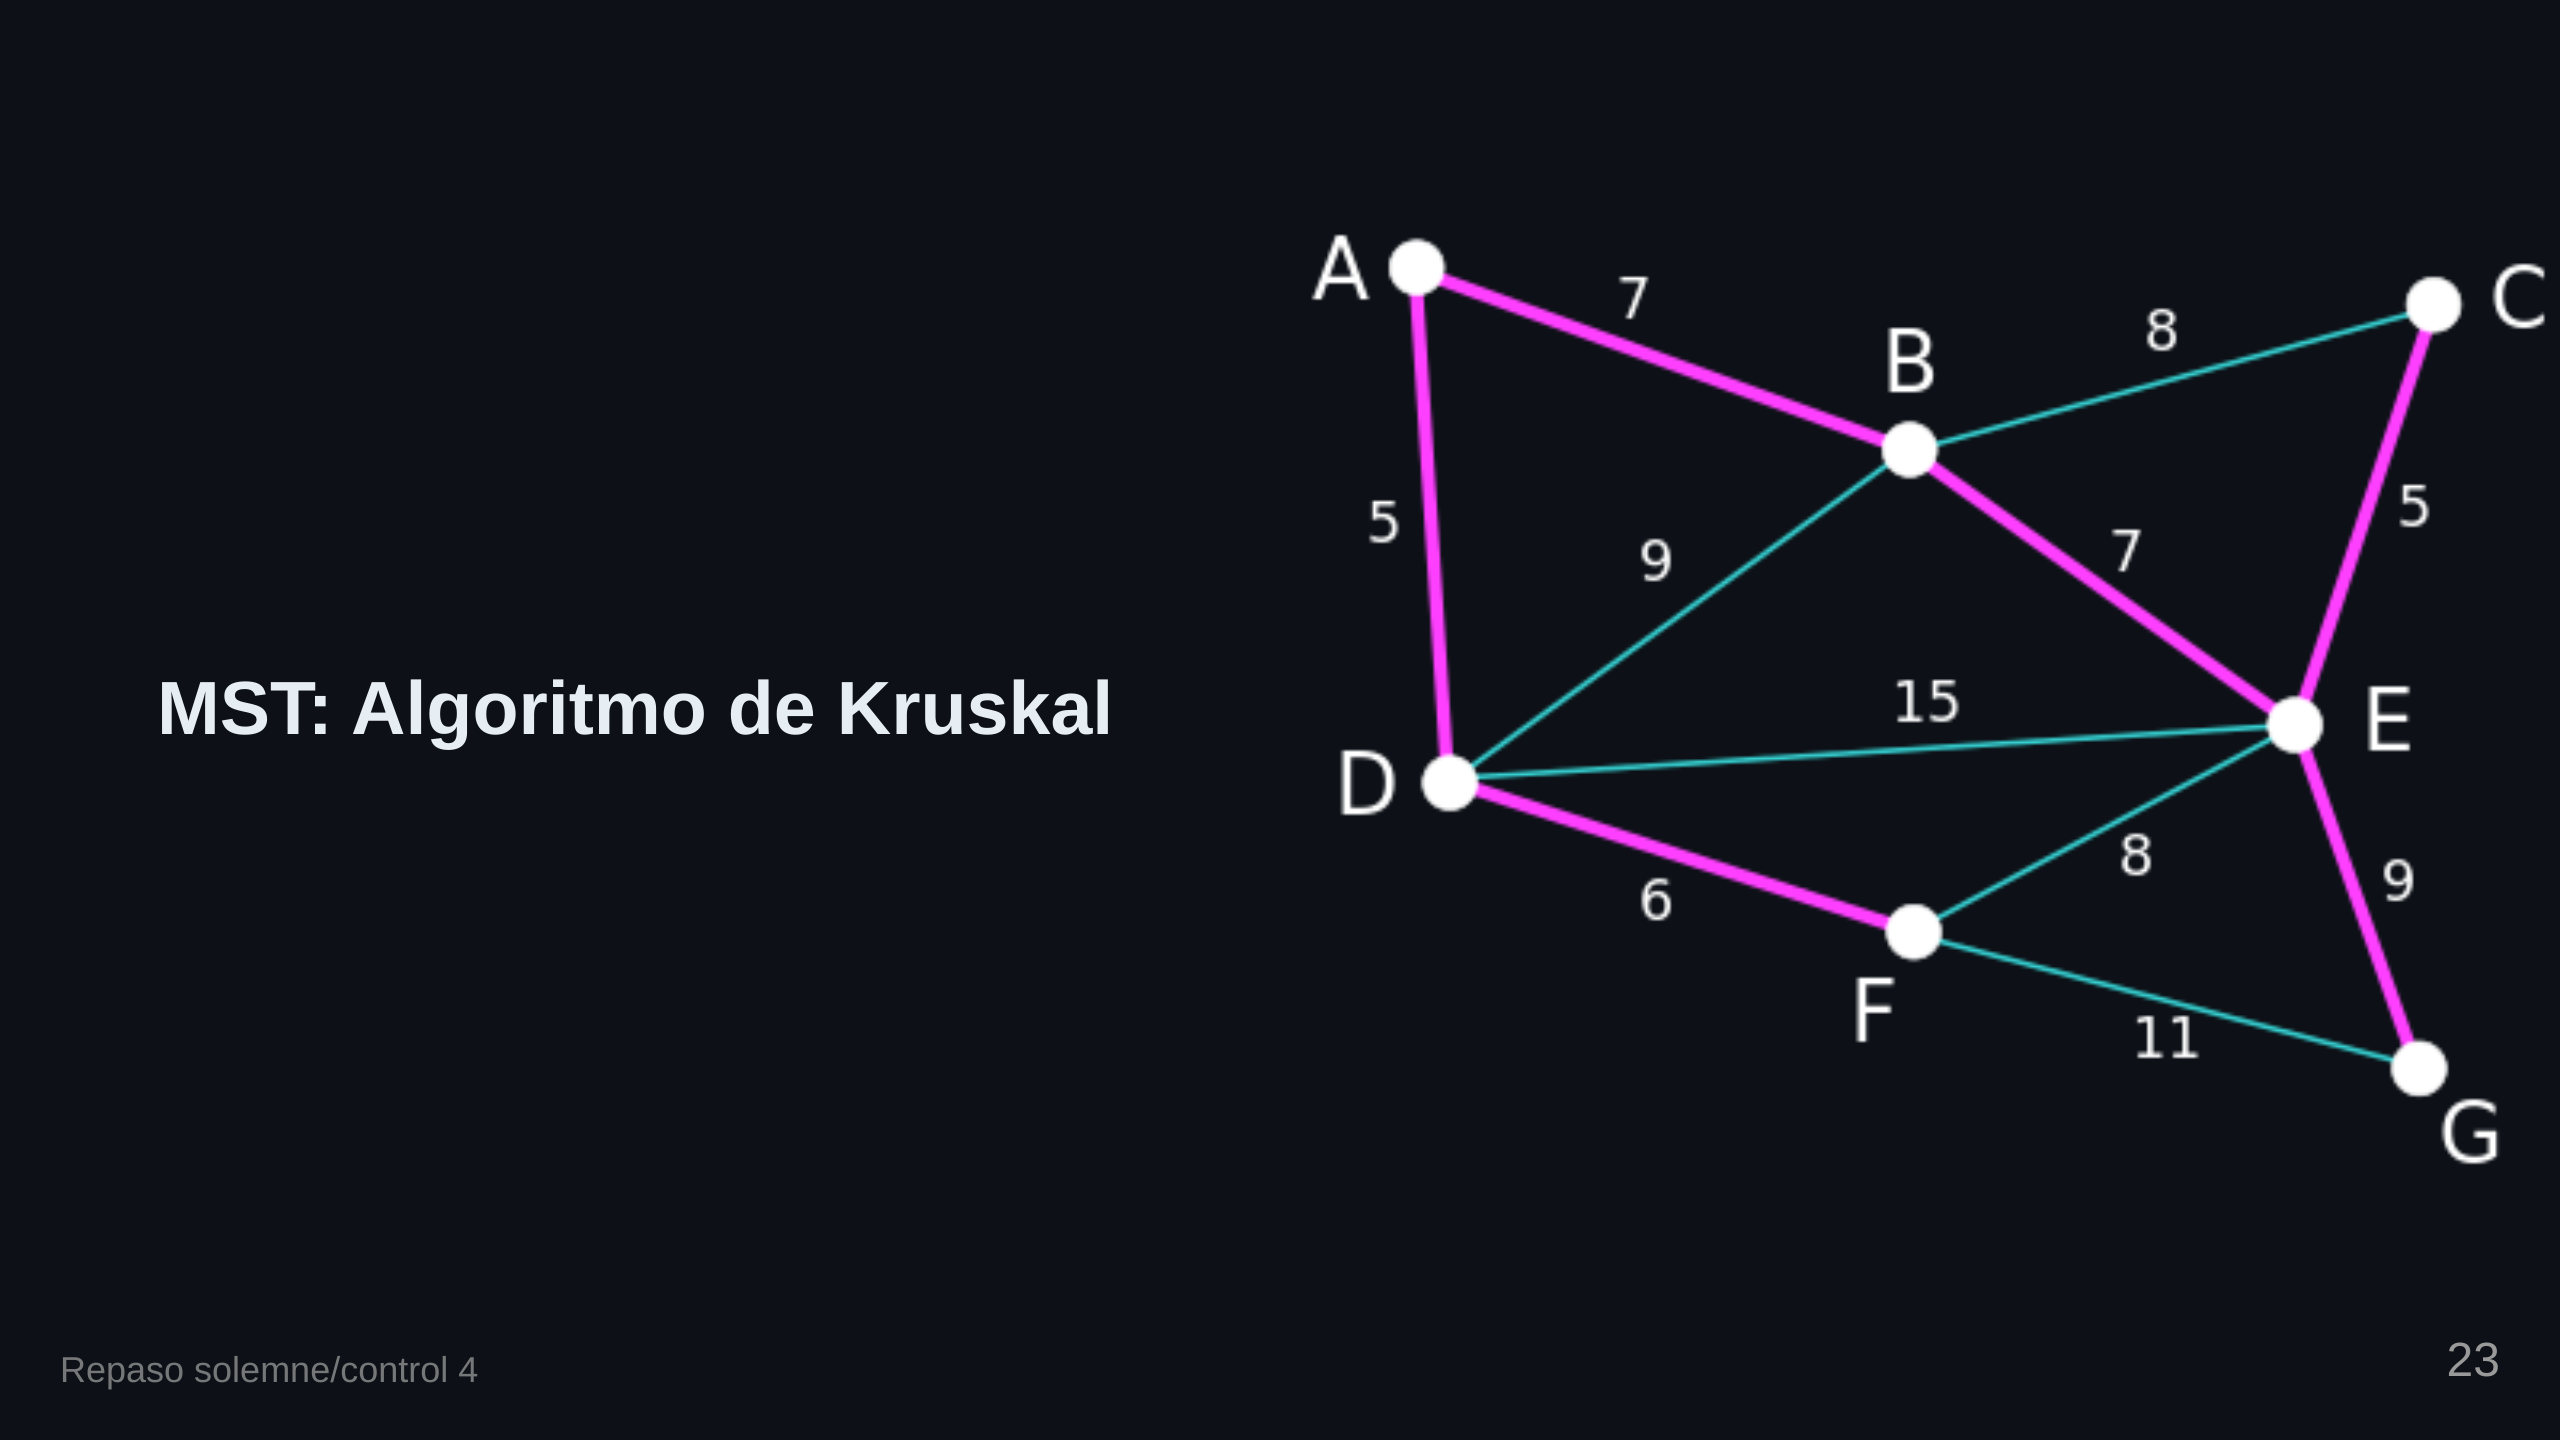 MST: Algoritmo de Kruskal
A
7
B
8
C
5
9
7
5
15
E
D
6
8
9
F
11
G
Repaso solemne/control 4
23